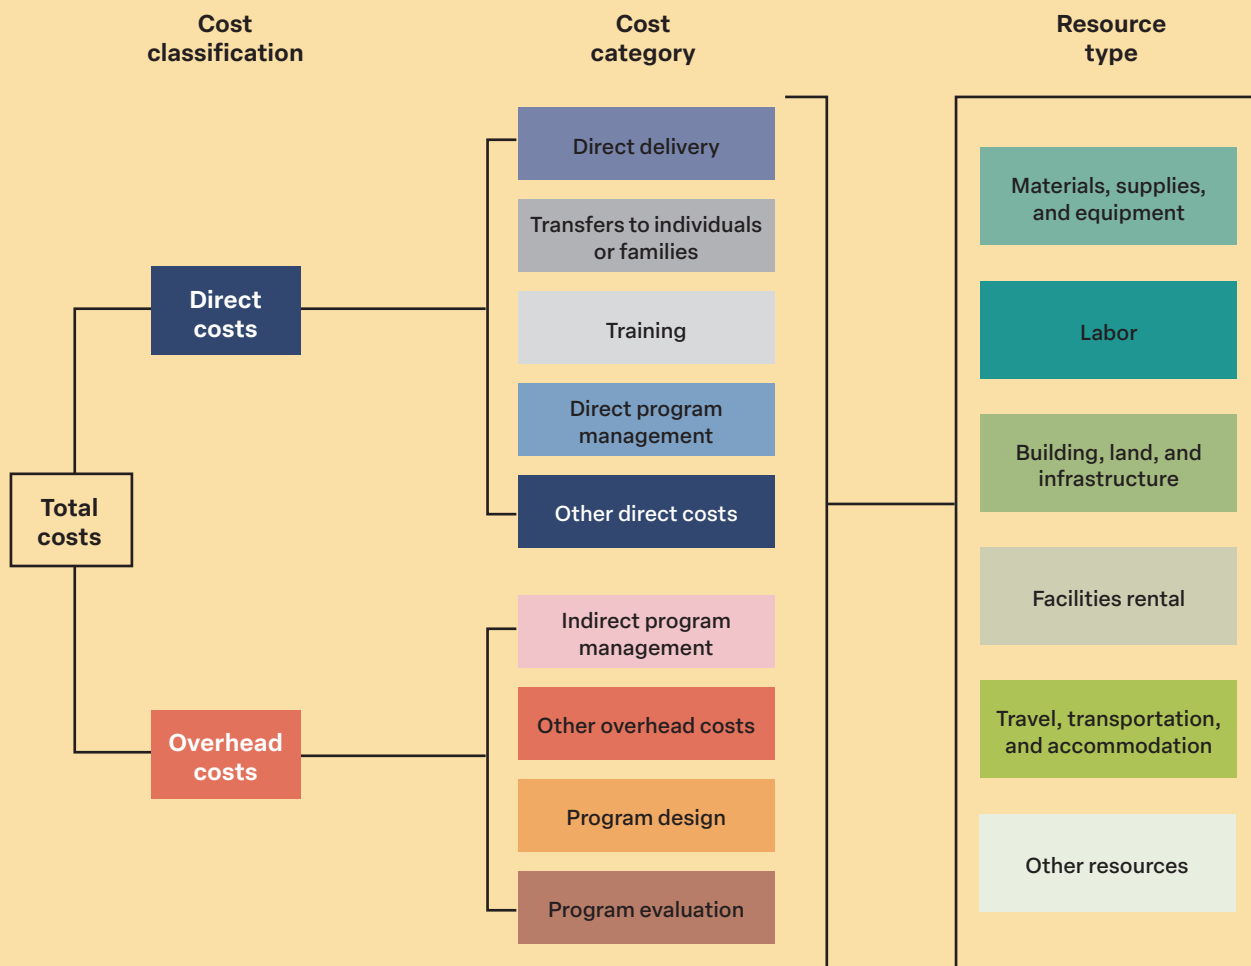 Cost
classification
Cost
category
Resource
type
Total
costs
Direct
costs
Overhead
costs
Direct delivery
Transfers to individuals
or families
Training
Direct program
management
Other direct costs
Indirect program
management
Other overhead costs
Program design
Program evaluation
Materials, supplies,
and equipment
Labor
Building, land, and
infrastructure
Facilities rental
Travel, transportation,
and accommodation
Other resources